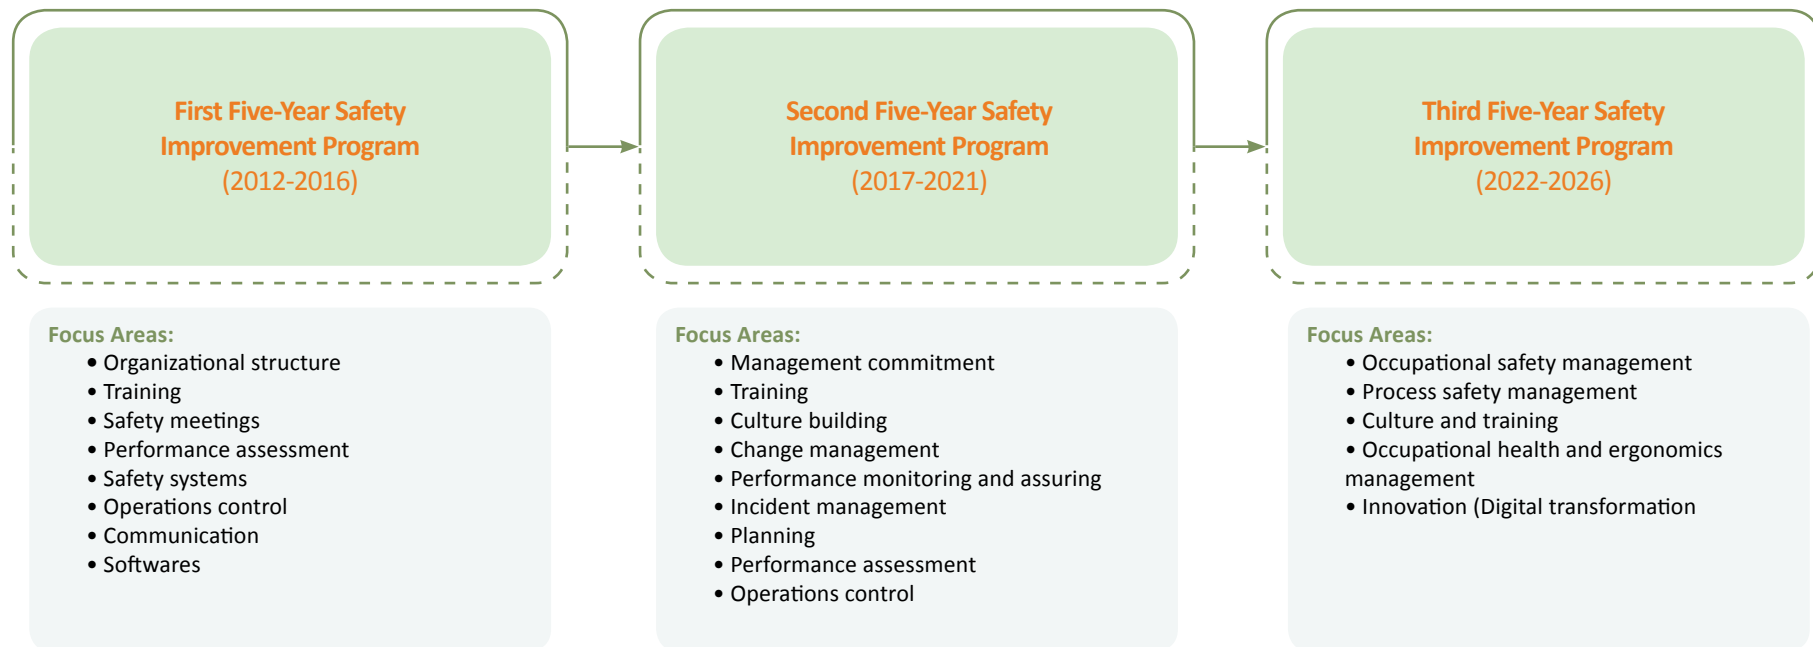 First Five-Year Safety
Improvement Program
(2012-2016)
Second Five-Year Safety
Improvement Program
(2017-2021)
Third Five-Year Safety
Improvement Program
(2022-2026)
Focus Areas:
• Organizational structure
• Training
• Safety meetings
• Performance assessment
• Safety systems
• Operations control
• Communication
• Softwares
Focus Areas:
• Management commitment
• Training
• Culture building
• Change management
• Performance monitoring and assuring
• Incident management
• Planning
• Performance assessment
• Operations control
Focus Areas:
• Occupational safety management
• Process safety management
• Culture and training
• Occupational health and ergonomics
management
• Innovation (Digital transformation